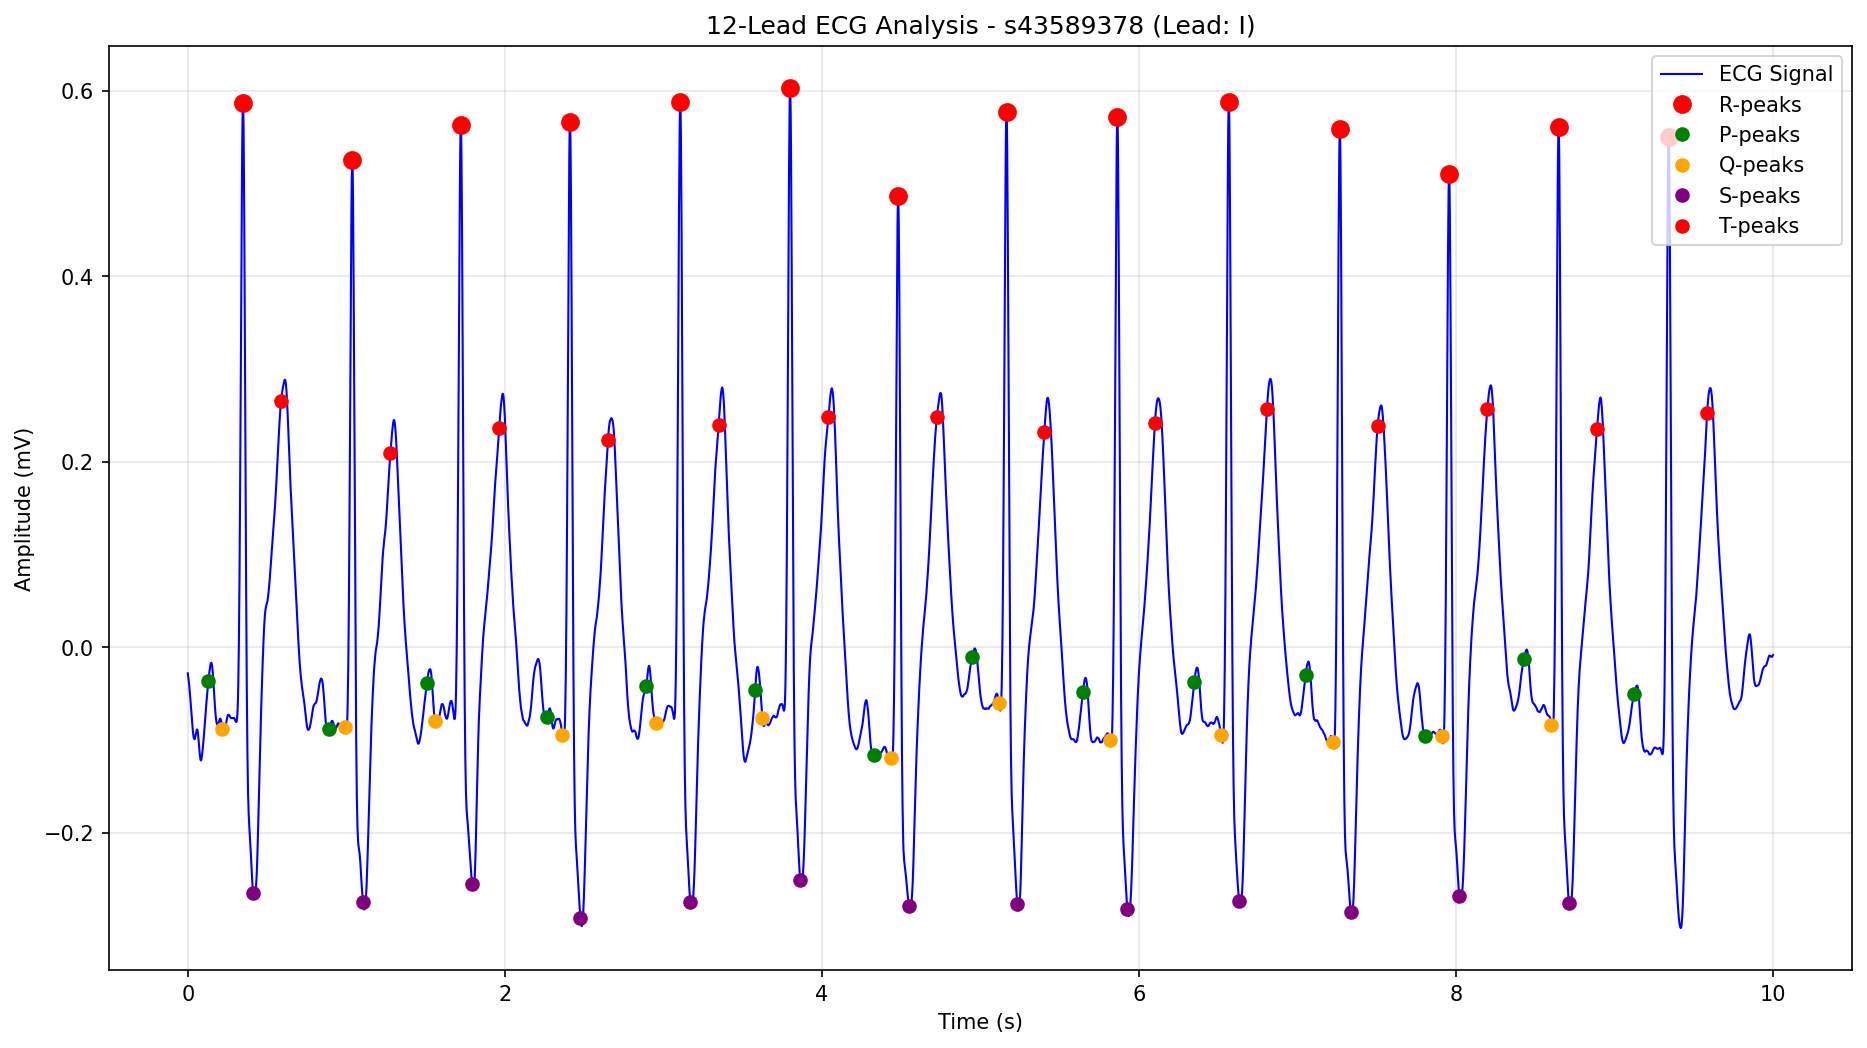 12-Lead ECG Analysis - s43589378 (Lead: I)
ECG Signal
R-peaks
P-peaks
Q-peaks
S-peaks
T-peaks
Amplitude (mV)
0.6
0.4
0.2
0.0
−0.2
0 2 4 6 8 10
Time (s)